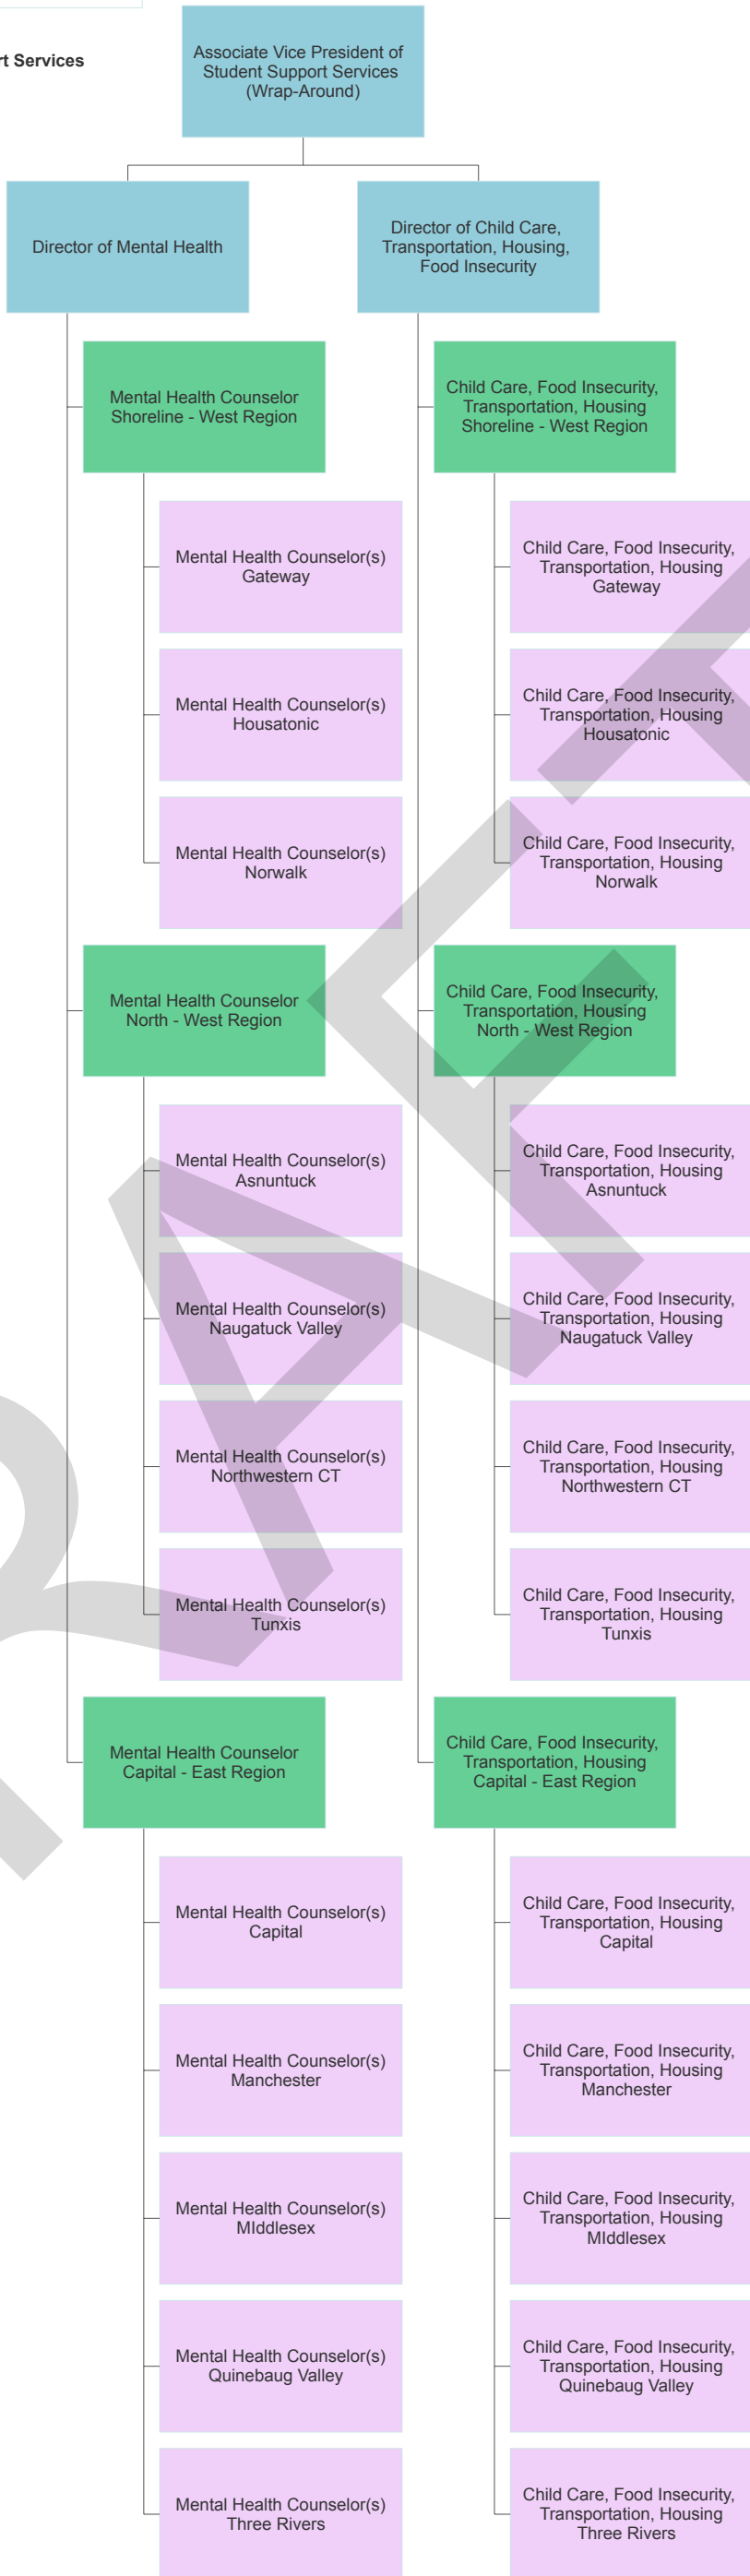 rt Services
Associate Vice President of
Student Support Services
(Wrap-Around)
Director of Mental Health
Director of Child Care,
Transportation, Housing,
Food Insecurity
Mental Health Counselor
Shoreline - West Region
Child Care, Food Insecurity,
Transportation, Housing
Shoreline - West Region
Mental Health Counselor(s)
Gateway
Child Care, Food Insecurity,
Transportation, Housing
Gateway
Mental Health Counselor(s)
Housatonic
Child Care, Food Insecurity,
Transportation, Housing
Housatonic
Mental Health Counselor(s)
Norwalk
Child Care, Food Insecurity,
Transportation, Housing
Norwalk
Mental Health Counselor
North - West Region
Child Care, Food Insecurity,
Transportation, Housing
North - West Region
Mental Health Counselor(s)
Asnuntuck
Child Care, Food Insecurity,
Transportation, Housing
Asnuntuck
Mental Health Counselor(s)
Naugatuck Valley
Child Care, Food Insecurity,
Transportation, Housing
Naugatuck Valley
Mental Health Counselor(s)
Northwestern CT
Child Care, Food Insecurity,
Transportation, Housing
Northwestern CT
Mental Health Counselor(s)
Tunxis
Child Care, Food Insecurity,
Transportation, Housing
Tunxis
Mental Health Counselor
Capital - East Region
Child Care, Food Insecurity,
Transportation, Housing
Capital - East Region
Mental Health Counselor(s)
Capital
Child Care, Food Insecurity,
Transportation, Housing
Capital
Mental Health Counselor(s)
Manchester
Child Care, Food Insecurity,
Transportation, Housing
Manchester
Mental Health Counselor(s)
MIddlesex
Child Care, Food Insecurity,
Transportation, Housing
MIddlesex
Mental Health Counselor(s)
Quinebaug Valley
Child Care, Food Insecurity,
Transportation, Housing
Quinebaug Valley
Mental Health Counselor(s)
Three Rivers
Child Care, Food Insecurity,
Transportation, Housing
Three Rivers
RAFT